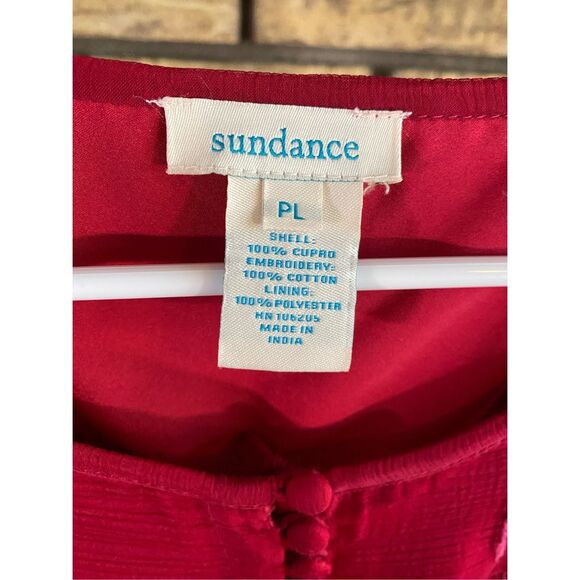 sundance
PL
SHELL:
100% CUPRO
EMBROIDERY:
100% COTTON
LINING:
100% POLYESTER
RN 106205
MADE IN
INDIA